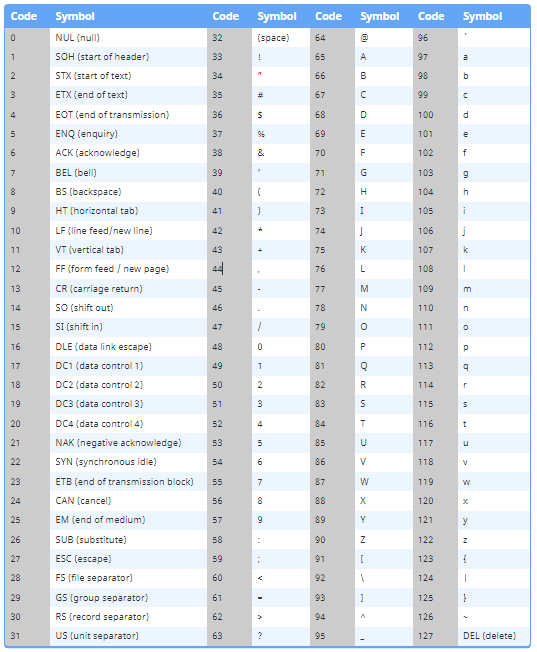 Code Symbol Code Symbol Code Symbol Code Symbol
0 NUL (null) 32 (space) 64 @ 96 `
1 SOH (start of header) 33 ! 65 A 97 a
2 STX (start of text) 34 " 66 B 98 b
3 ETX (end of text) 35 # 67 C 99 c
4 EOT (end of transmission) 36 $ 68 D 100 d
5 ENQ (enquiry) 37 % 69 E 101 e
6 ACK (acknowledge) 38 & 70 F 102 f
7 BEL (bell) 39 ' 71 G 103 g
8 BS (backspace) 40 ( 72 H 104 h
9 HT (horizontal tab) 41 ) 73 I 105 i
10 LF (line feed/new line) 42 * 74 J 106 j
11 VT (vertical tab) 43 + 75 K 107 k
12 FF (form feed / new page) 44 , 76 L 108 l
13 CR (carriage return) 45 - 77 M 109 m
14 SO (shift out) 46 . 78 N 110 n
15 SI (shift in) 47 / 79 O 111 o
16 DLE (data link escape) 48 0 80 P 112 p
17 DC1 (data control 1) 49 1 81 Q 113 q
18 DC2 (data control 2) 50 2 82 R 114 r
19 DC3 (data control 3) 51 3 83 S 115 s
20 DC4 (data control 4) 52 4 84 T 116 t
21 NAK (negative acknowledge) 53 5 85 U 117 u
22 SYN (synchronous idle) 54 6 86 V 118 v
23 ETB (end of transmission block) 55 7 87 W 119 w
24 CAN (cancel) 56 8 88 X 120 x
25 EM (end of medium) 57 9 89 Y 121 y
26 SUB (substitute) 58 : 90 Z 122 z
27 ESC (escape) 59 ; 91 [ 123 {
28 FS (file separator) 60 < 92 \ 124 |
29 GS (group separator) 61 = 93 ] 125 }
30 RS (record separator) 62 > 94 ^ 126 ~
31 US (unit separator) 63 ? 95 _ 127 DEL (delete)